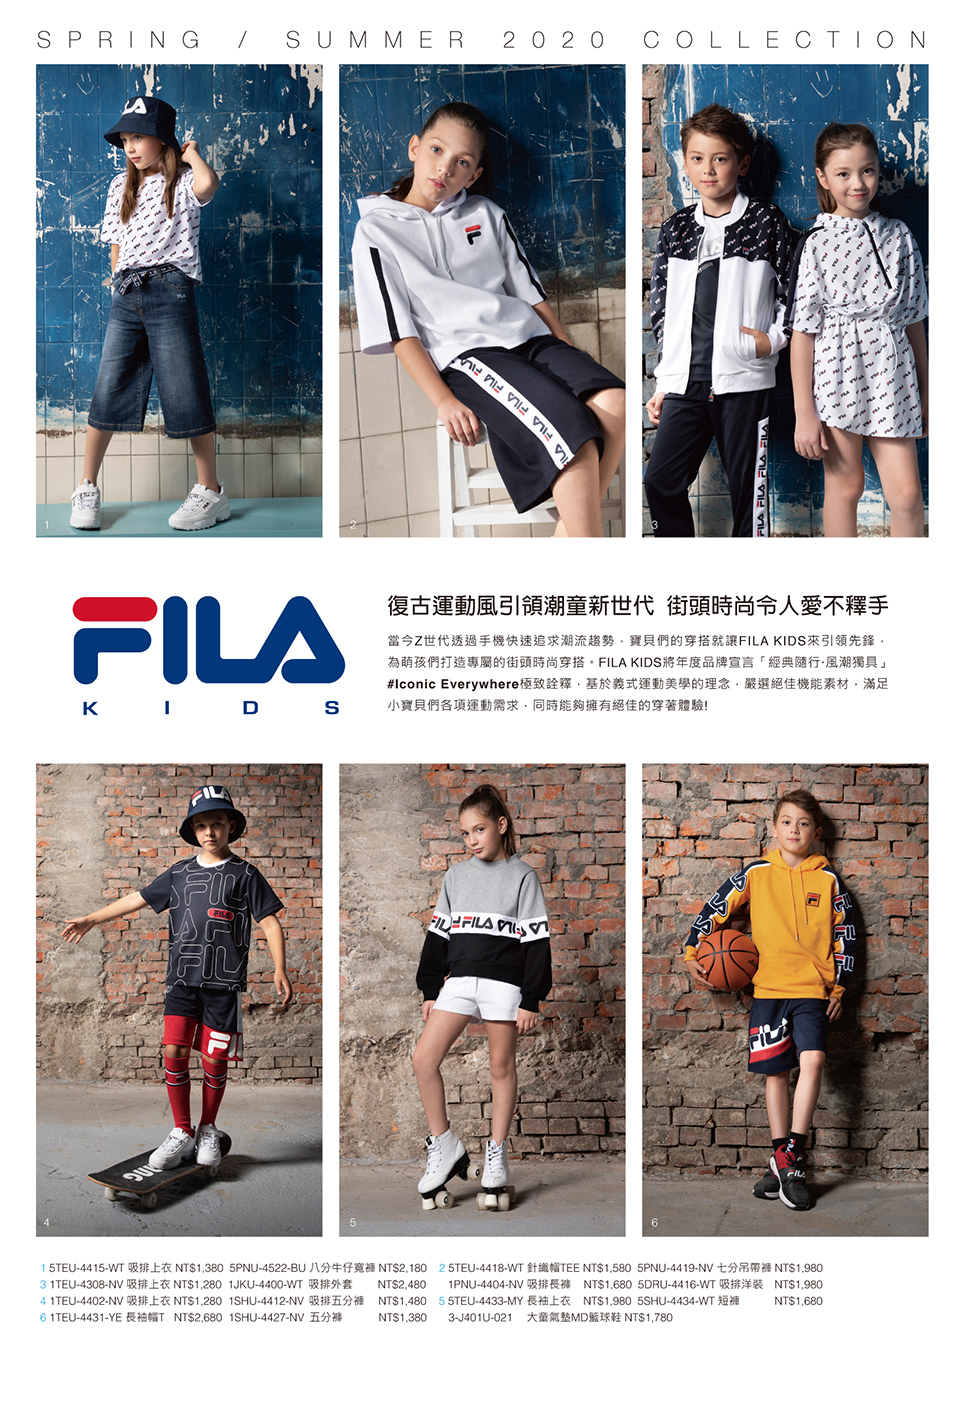 SPRING / SUMMER 2020 COLLECTION
FILA
FILA
1
2
FILA FILA FILA FILA
3
FILA
KIDS
復古運動風引領潮童新世代 街頭時尚令人愛不釋手
當今Z世代透過手機快速追求潮流趨勢，寶貝們的穿搭就讓FILA KIDS來引領先鋒，
為萌孩們打造專屬的街頭時尚穿搭。FILA KIDS將年度品牌宣言「經典隨行·風潮獨具」
#Iconic Everywhere極致詮釋，基於義式運動美學的理念，嚴選絕佳機能素材，滿足
小寶貝們各項運動需求，同時能夠擁有絕佳的穿著體驗!
FILA
FILA
FILA
4
FILA
5
FILA
FILA
6
1 5TEU-4415-WT 吸排上衣 NT$1,380 5PNU-4522-BU 八分牛仔寬褲 NT$2,180 2 5TEU-4418-WT 針織帽TEE NT$1,580 5PNU-4419-NV 七分吊帶褲 NT$1,980
3 1TEU-4308-NV 吸排上衣 NT$1,280 1JKU-4400-WT 吸排外套 NT$2,480 1PNU-4404-NV 吸排長褲 NT$1,680 5DRU-4416-WT 吸排洋裝 NT$1,980
4 1TEU-4402-NV 吸排上衣 NT$1,280 1SHU-4412-NV 吸排五分褲 NT$1,480 5 5TEU-4433-MY 長袖上衣 NT$1,980 5SHU-4434-WT 短褲 NT$1,680
6 1TEU-4431-YE 長袖帽T NT$2,680 1SHU-4427-NV 五分褲 NT$1,380 3-J401U-021 大童氣墊MD籃球鞋 NT$1,780